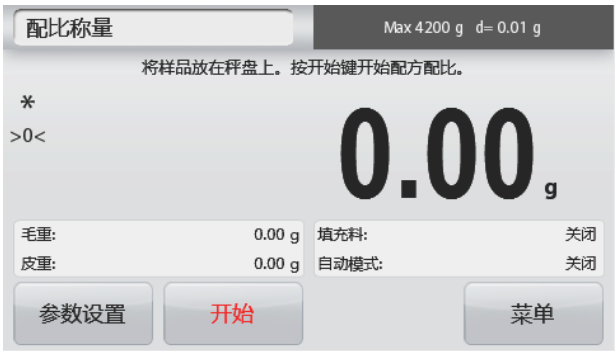 配比称量 Max 4200 g d= 0.01 g
将样品放在秤盘上。按开始键开始配方配比。
*
>0<
0.00 g
毛重: 0.00 g 填充料: 关闭
皮重: 0.00 g 自动模式: 关闭
参数设置 开始 菜单